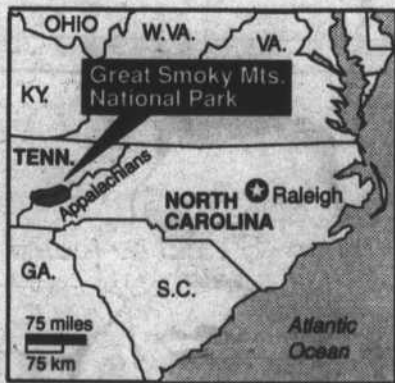 OHIO
W.VA.
VA.
Great Smoky Mts.
National Park
KY.
TENN.
Appalachians
NORTH
CAROLINA
Raleigh
GA.
S.C.
75 miles
75 km
Atlantic
Ocean